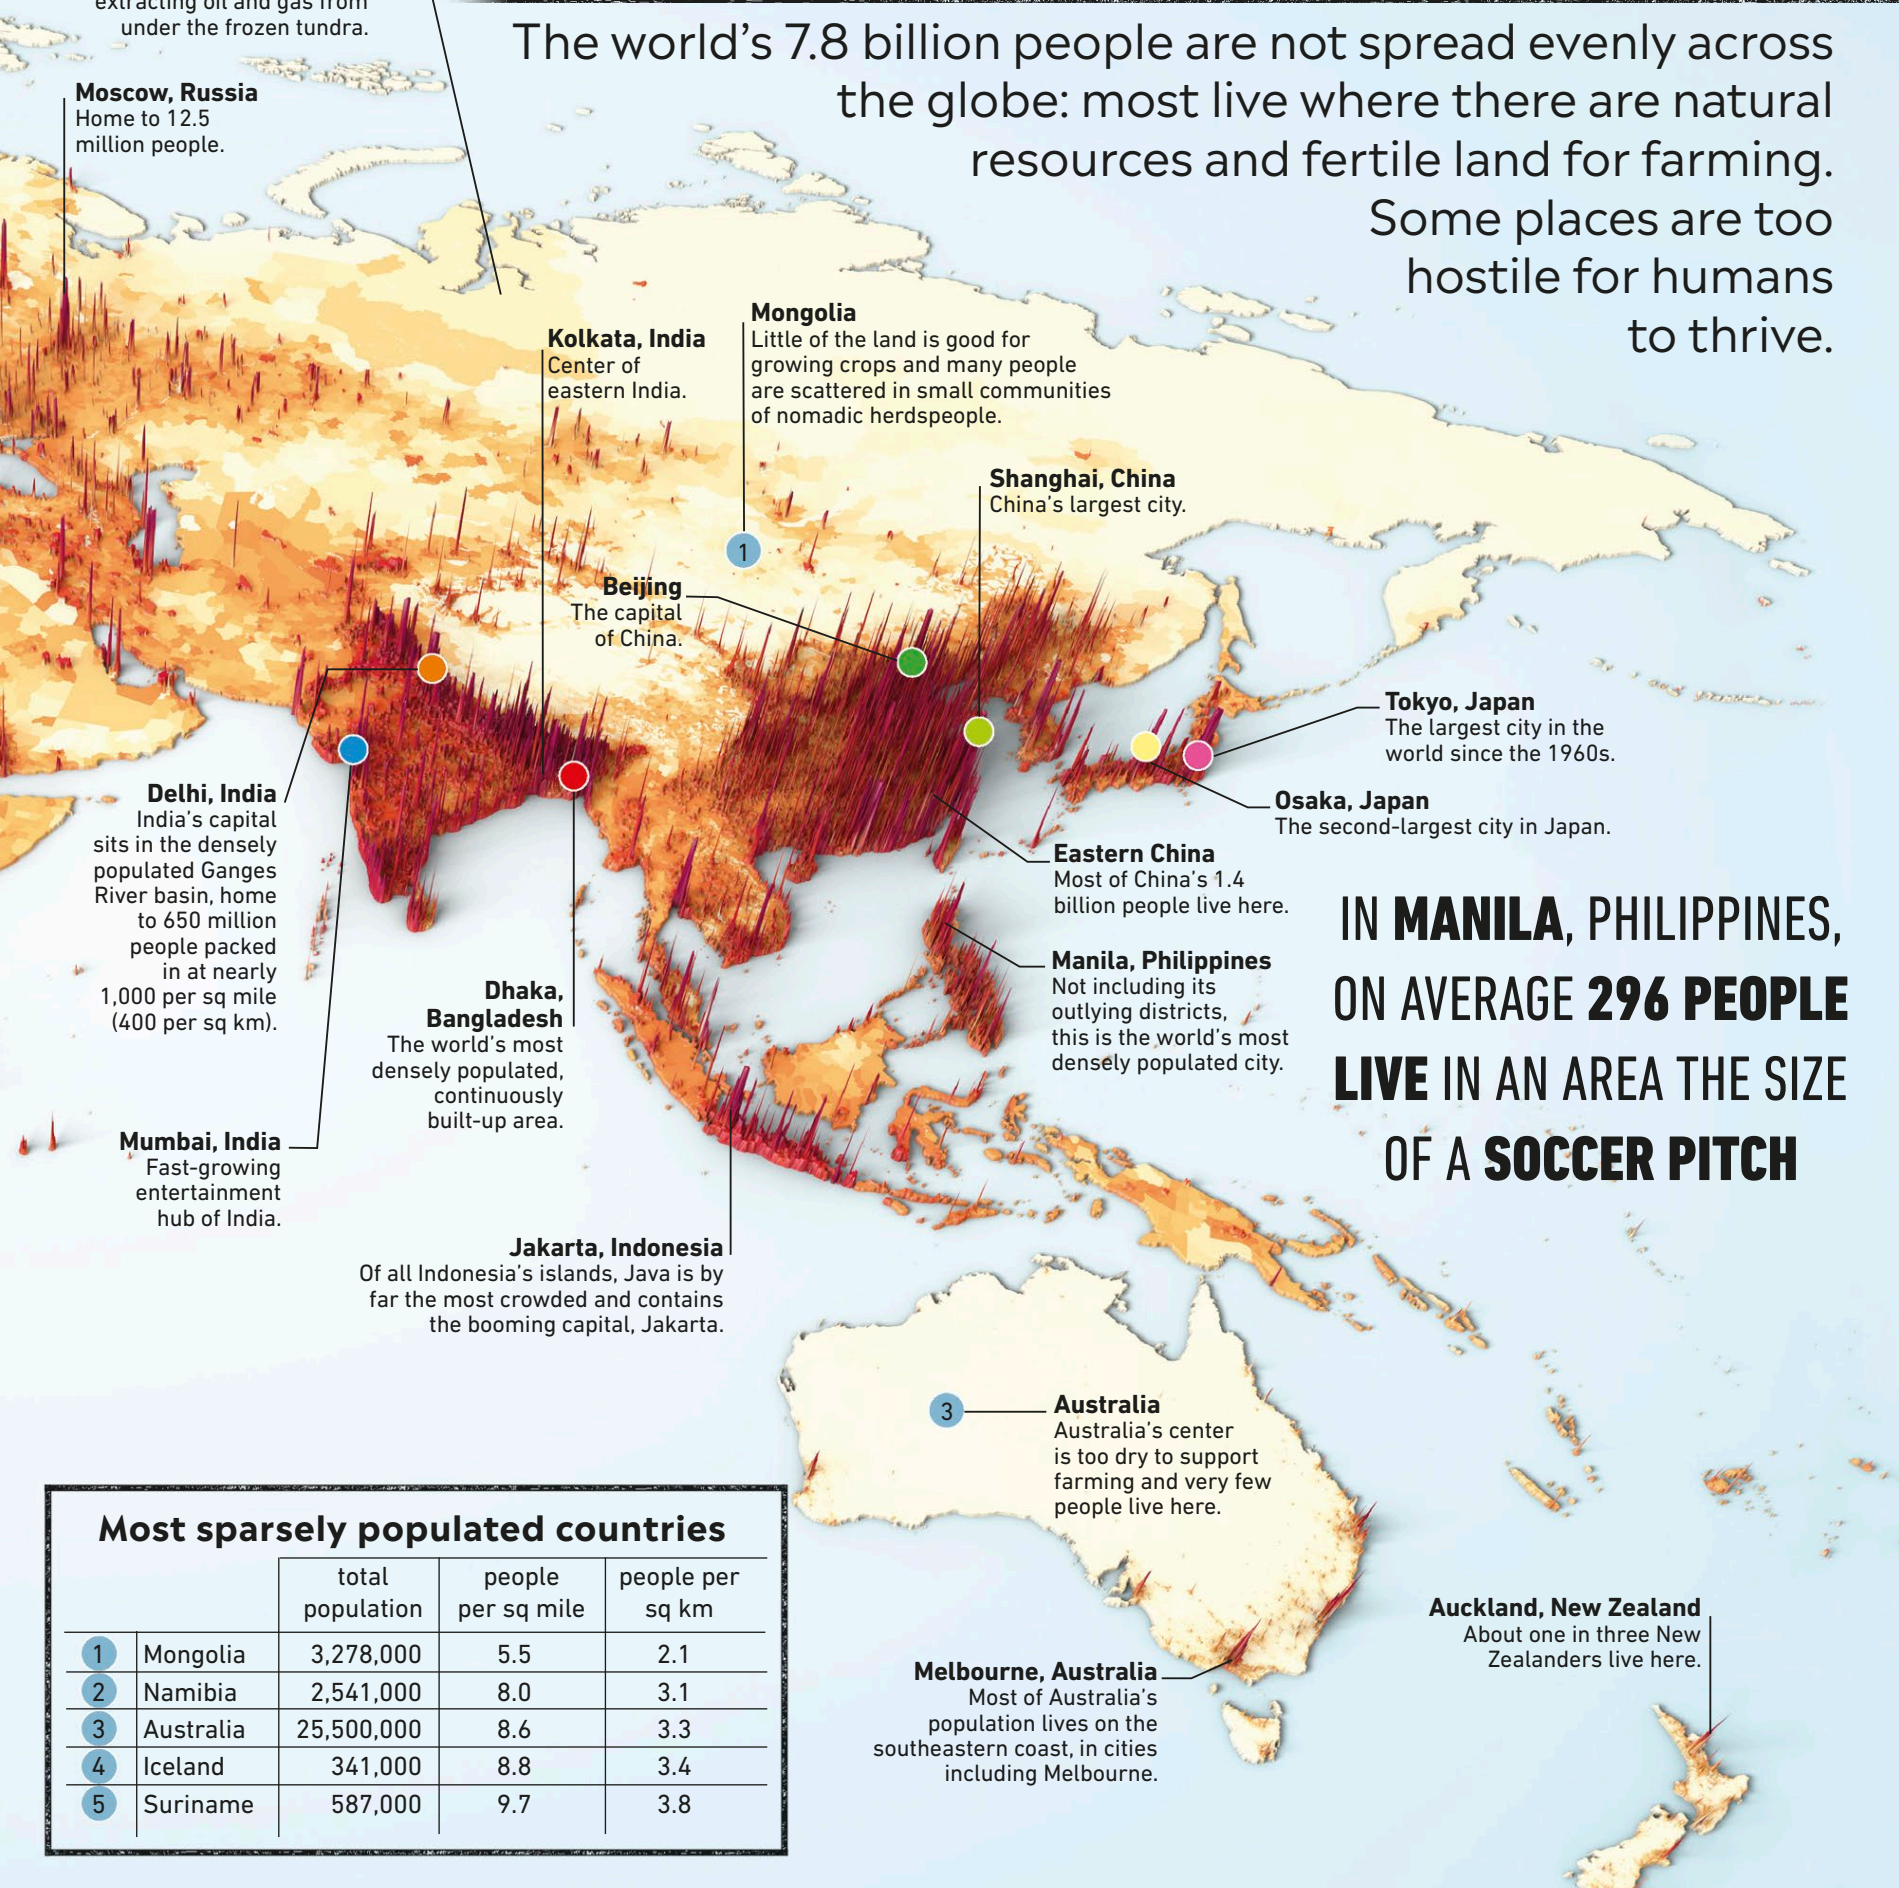 extracting oil and gas from
under the frozen tundra.
The world's 7.8 billion people are not spread evenly across
the globe: most live where there are natural
resources and fertile land for farming.
Some places are too
hostile for humans
to thrive.
Moscow, Russia
Home to 12.5
million people.
Kolkata, India
Center of
eastern India.
Mongolia
Little of the land is good for
growing crops and many people
are scattered in small communities
of nomadic herdspeople.
1
Shanghai, China
China's largest city.
Beijing
The capital
of China.
Tokyo, Japan
The largest city in the
world since the 1960s.
Osaka, Japan
The second-largest city in Japan.
Delhi, India
India's capital
sits in the densely
populated Ganges
River basin, home
to 650 million
people packed
in at nearly
1,000 per sq mile
(400 per sq km).
Eastern China
Most of China's 1.4
billion people live here.
Manila, Philippines
Not including its
outlying districts,
this is the world's most
densely populated city.
IN MANILA, PHILIPPINES,
ON AVERAGE 296 PEOPLE
LIVE IN AN AREA THE SIZE
OF A SOCCER PITCH
Dhaka,
Bangladesh
The world's most
densely populated,
continuously
built-up area.
Mumbai, India
Fast-growing
entertainment
hub of India.
Jakarta, Indonesia
Of all Indonesia's islands, Java is by
far the most crowded and contains
the booming capital, Jakarta.
3
Australia
Australia's center
is too dry to support
farming and very few
people live here.
Melbourne, Australia
Most of Australia's
population lives on the
southeastern coast, in cities
including Melbourne.
Auckland, New Zealand
About one in three New
Zealanders live here.
Most sparsely populated countries
total population people per sq mile people per sq km
1 Mongolia 3,278,000 5.5 2.1
2 Namibia 2,541,000 8.0 3.1
3 Australia 25,500,000 8.6 3.3
4 Iceland 341,000 8.8 3.4
5 Suriname 587,000 9.7 3.8